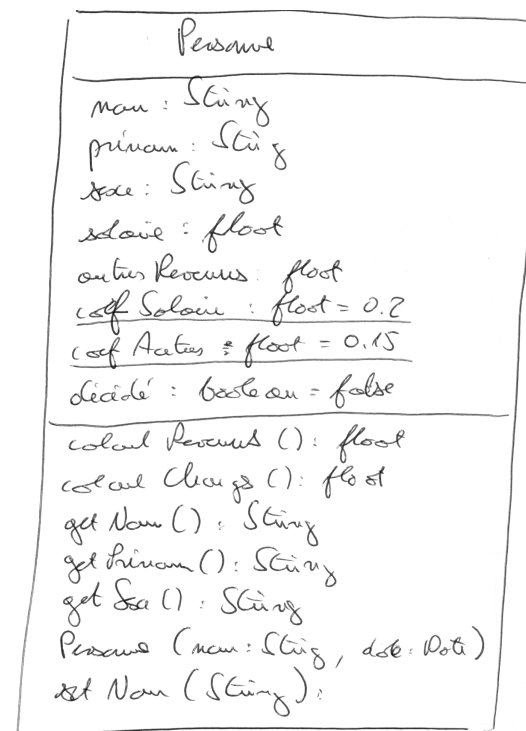 Personne
nom : String
prénom : String
sexe : String
salaire : float
autres Revenus : float
coef Salaire : float = 0.2
coef Autres : float = 0.15
décédé : boolean = false
calcul Revenus () : float
calcul Charges () : float
get Nom () : String
get Prénom () : String
get Sexe () : String
Personne (nom : String, date : Date)
set Nom (String) :